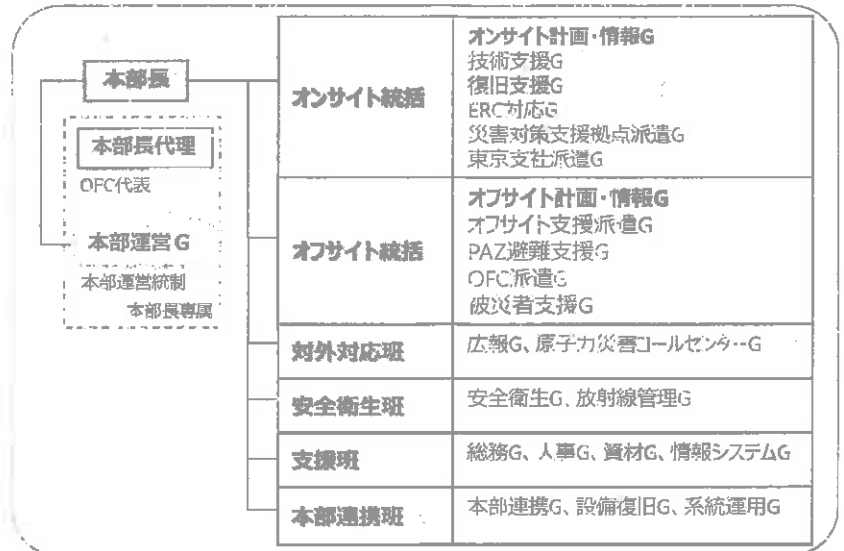 本部長
本部長代理
OFC代表
本部運営G
本部運営統制
本部長専属
オンサイト統括
オンサイト計画・情報G
技術支援G
復旧支援G
ERC対応G
災害対策支援拠点派遣G
東京支社派遣G
オフサイト統括
オフサイト計画・情報G
オフサイト支援派遣G
PAZ避難支援G
OFC派遣G
被災者支援G
対外対応班
広報G、原子力災害コールセンターG
安全衛生班
安全衛生G、放射線管理G
支援班
総務G、人事G、資材G、情報システムG
本部連携班
本部連携G、設備復旧G、系統運用G